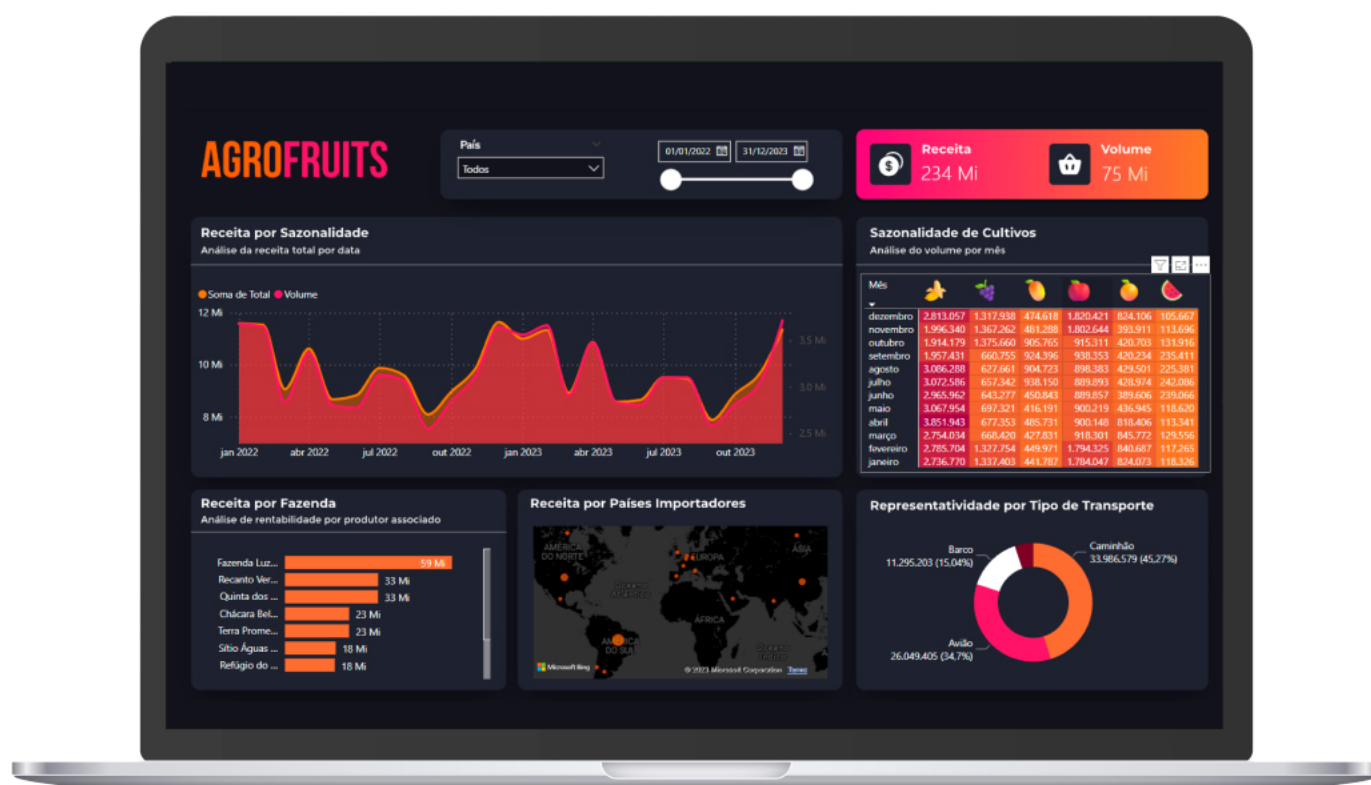 AGROFRUITS
País
Todos
01/01/2022
31/12/2023
Receita
234 Mi
Volume
75 Mi
Receita por Sazonalidade
Análise da receita total por data
Soma de Total Volume
12 Mi
10 Mi
8 Mi
3.5 Mi
3.0 Mi
2.5 Mi
jan 2022 abr 2022 jul 2022 out 2022 jan 2023 abr 2023 jul 2023 out 2023
Sazonalidade de Cultivos
Análise do volume por mês
Mês
dezembro 2.813.057 1.317.938 474.618 1.820.421 824.106 105.667
novembro 1.996.340 1.367.262 481.288 1.802.644 393.911 113.696
outubro 1.914.179 1.375.660 905.765 915.311 420.703 131.916
setembro 1.957.431 660.755 924.396 938.353 420.234 235.411
agosto 3.086.288 627.661 904.723 898.383 429.501 225.381
julho 3.072.586 657.342 938.150 889.893 428.974 242.086
junho 2.965.962 643.277 450.843 889.857 389.606 239.066
maio 3.067.954 697.321 416.191 900.219 436.945 118.620
abril 3.851.943 677.353 485.731 900.148 818.406 113.341
março 2.754.034 668.420 427.831 918.301 845.772 129.556
fevereiro 2.785.704 1.327.754 449.971 1.794.325 840.687 117.265
janeiro 2.736.770 1.337.403 441.787 1.784.047 824.073 118.326
Receita por Fazenda
Análise de rentabilidade por produtor associado
Fazenda Luz... 59 Mi
Recanto Ver... 33 Mi
Quinta dos ... 33 Mi
Chácara Bel... 23 Mi
Terra Prome... 23 Mi
Sítio Águas ... 18 Mi
Refúgio do ... 18 Mi
Receita por Países Importadores
AMÉRICA
DO NORTE
EUROPA
ÁSIA
Oceano
Atlântico
ÁFRICA
AMÉRICA
DO SUL
Oceano
Microsoft Bing
© 2023 Microsoft Corporation Terms
Representatividade por Tipo de Transporte
Barco
11.295.203 (15,04%)
Caminhão
33.986.579 (45,27%)
Avião
26.049.405 (34,7%)